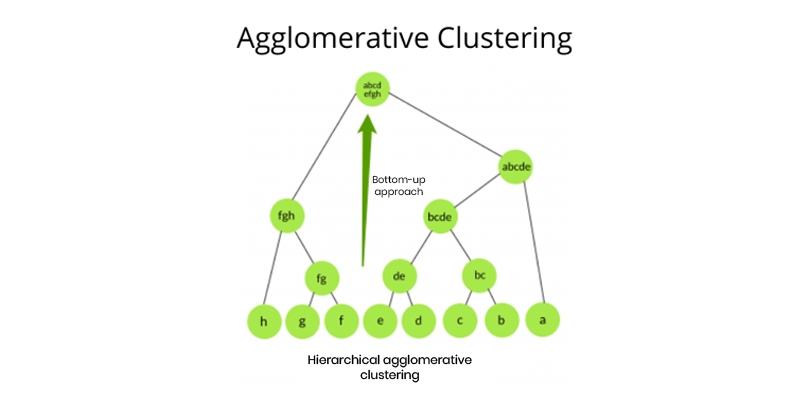 Agglomerative Clustering
abcd
efgh
abcde
Bottom-up
approach
fgh
bcde
fg
de
bc
h
g
f
e
d
c
b
a
Hierarchical agglomerative
clustering